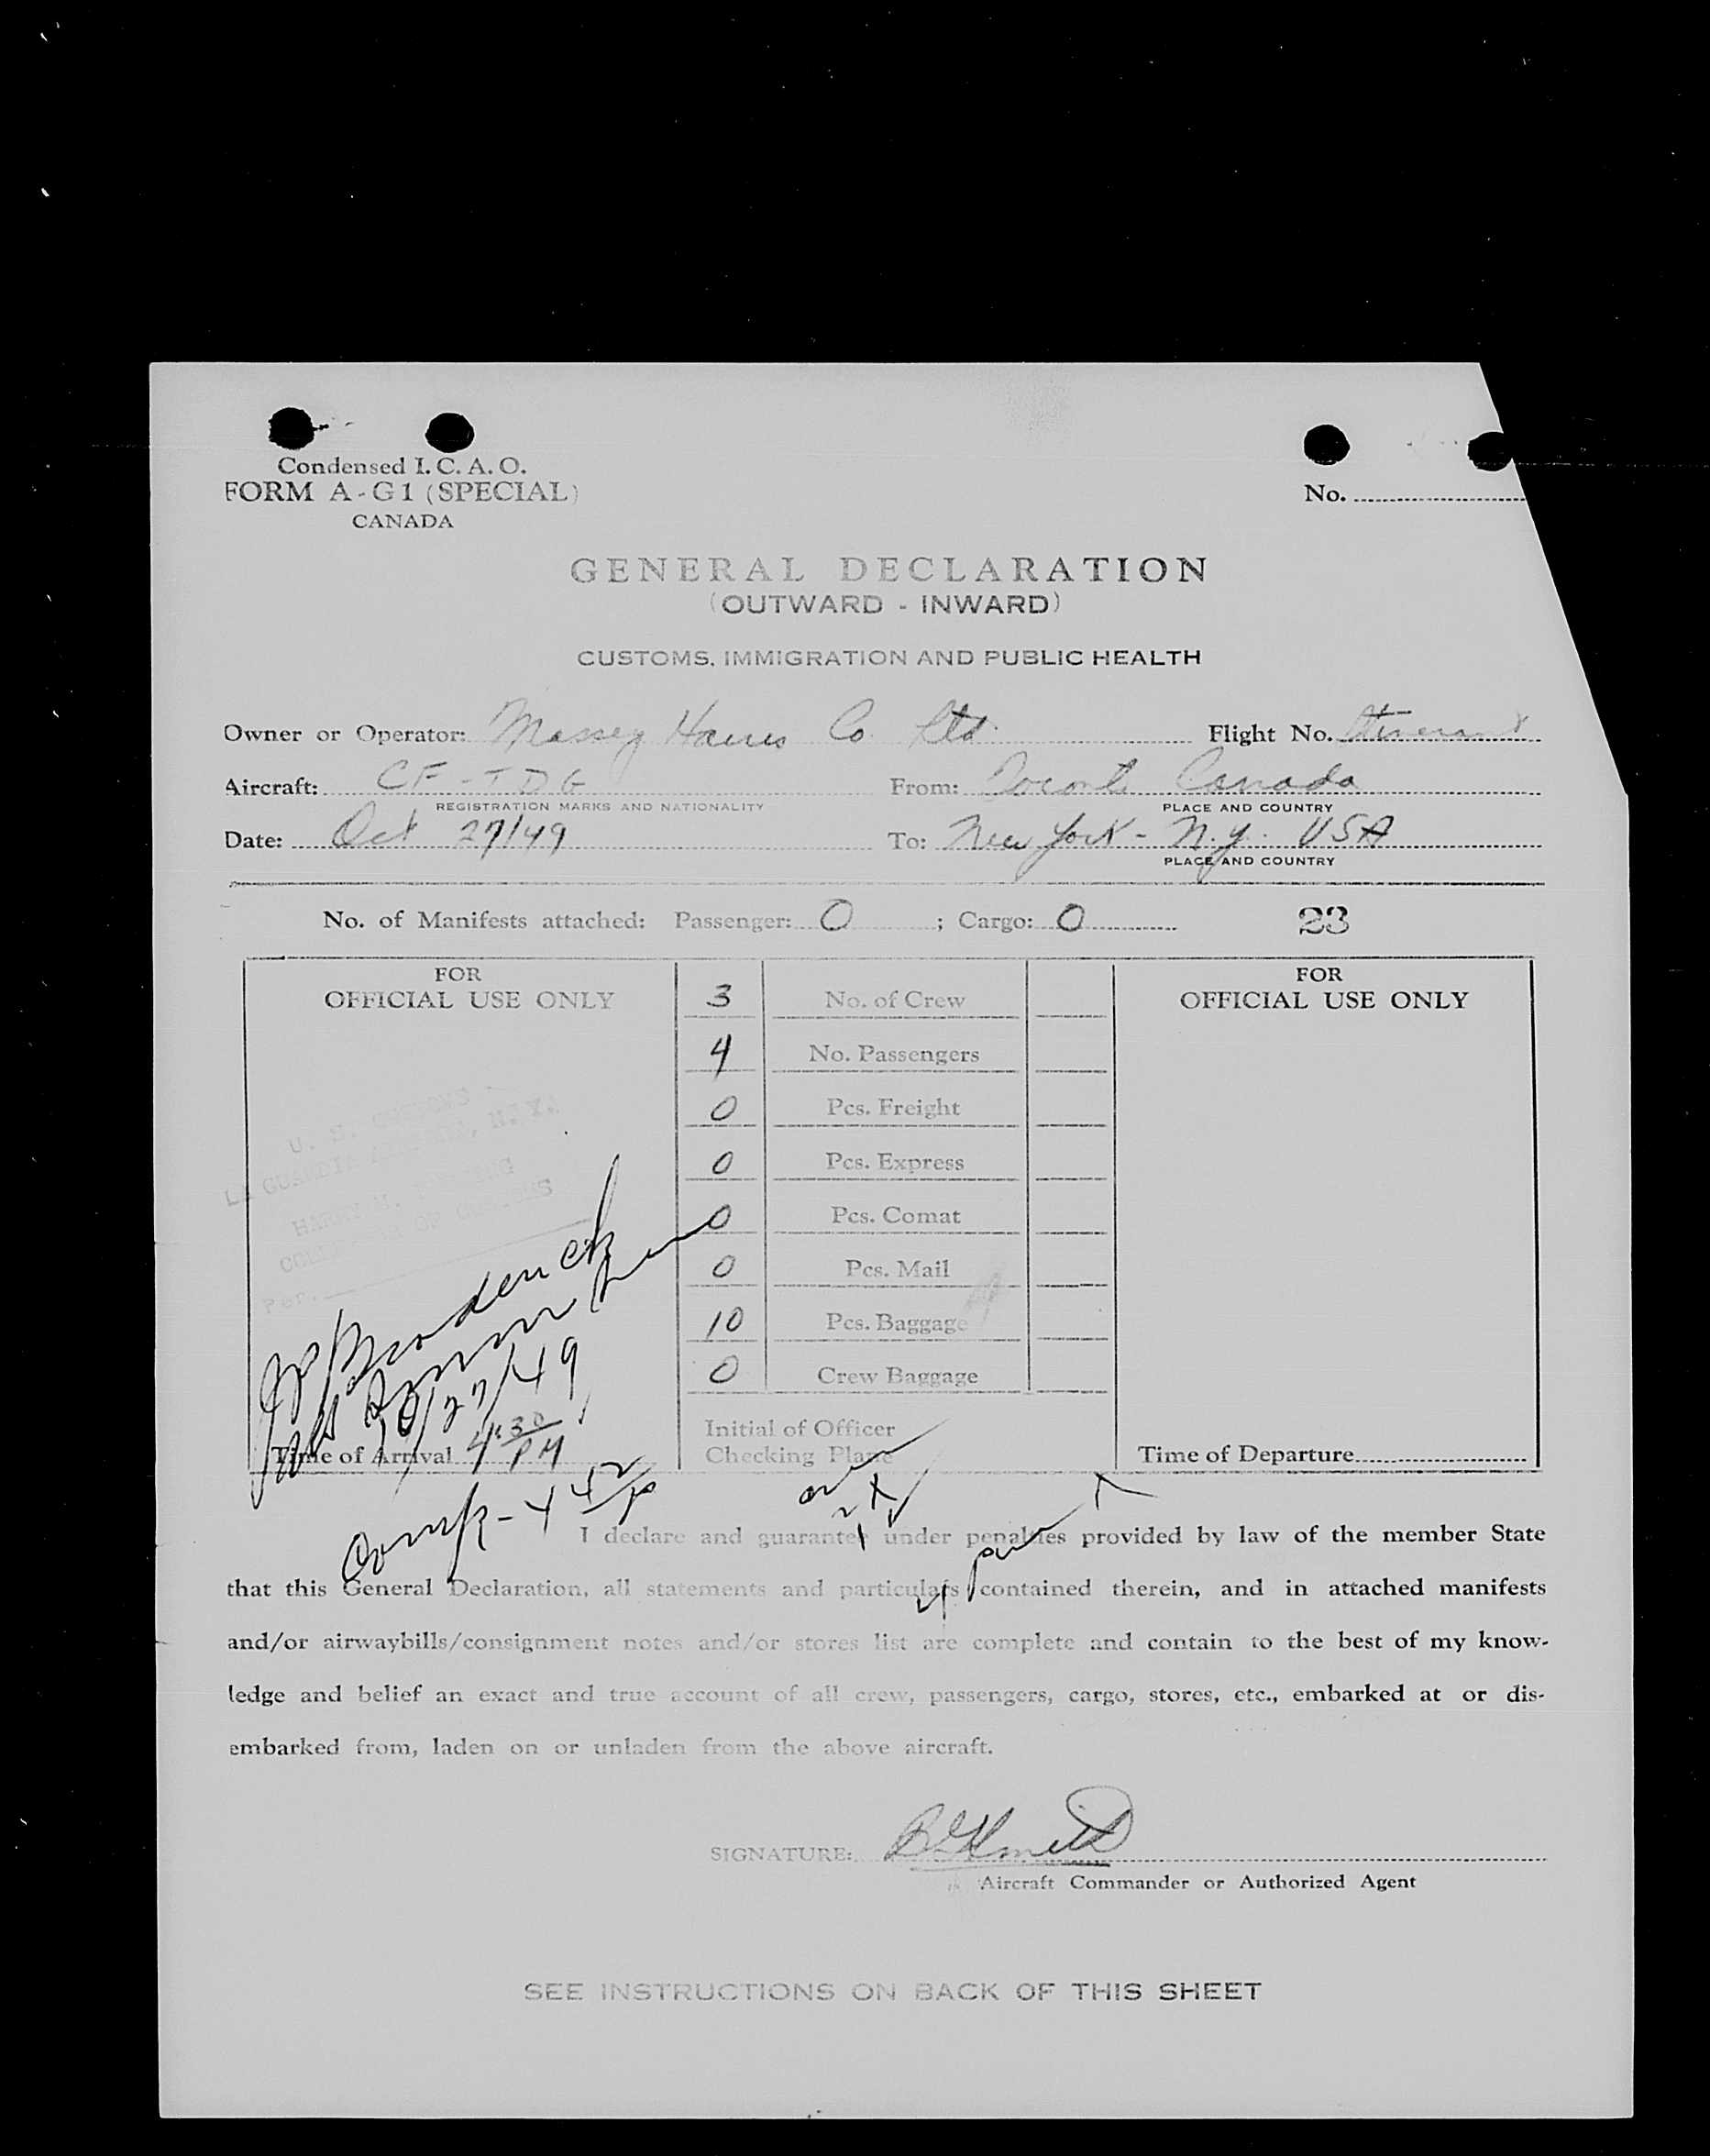 Condensed I. C. A. O.
FORM A-G1 (SPECIAL)
CANADA
No.
GENERAL DECLARATION
(OUTWARD - INWARD)
CUSTOMS, IMMIGRATION AND PUBLIC HEALTH
Owner or Operator: Massey Harris Co Ltd. Flight No. Itinerant
Aircraft: CF-TDG From: Toronto Canada
REGISTRATION MARKS AND NATIONALITY PLACE AND COUNTRY
Date: Oct 27/49 To: New York - N.Y. USA
PLACE AND COUNTRY
No. of Manifests attached: Passenger: 0 ; Cargo: 0 23
FOR
OFFICIAL USE ONLY
3 No. of Crew
4 No. Passengers
0 Pcs. Freight
0 Pcs. Express
0 Pcs. Comat
0 Pcs. Mail
10 Pcs. Baggage
0 Crew Baggage
Initial of Officer
Checking Plane
FOR
OFFICIAL USE ONLY
U. S. CUSTOMS
LA GUARDIA N.Y.
HARRY M.
COLLECTOR OF CUSTOMS
Per.
10/27/49
Time of Arrival 4:30 PM
Time of Departure
I declare and guarantee under penalties provided by law of the member State
that this General Declaration, all statements and particulars contained therein, and in attached manifests
and/or airwaybills/consignment notes and/or stores list are complete and contain to the best of my know-
ledge and belief an exact and true account of all crew, passengers, cargo, stores, etc., embarked at or dis-
embarked from, laden on or unladen from the above aircraft.
SIGNATURE:
Aircraft Commander or Authorized Agent
SEE INSTRUCTIONS ON BACK OF THIS SHEET